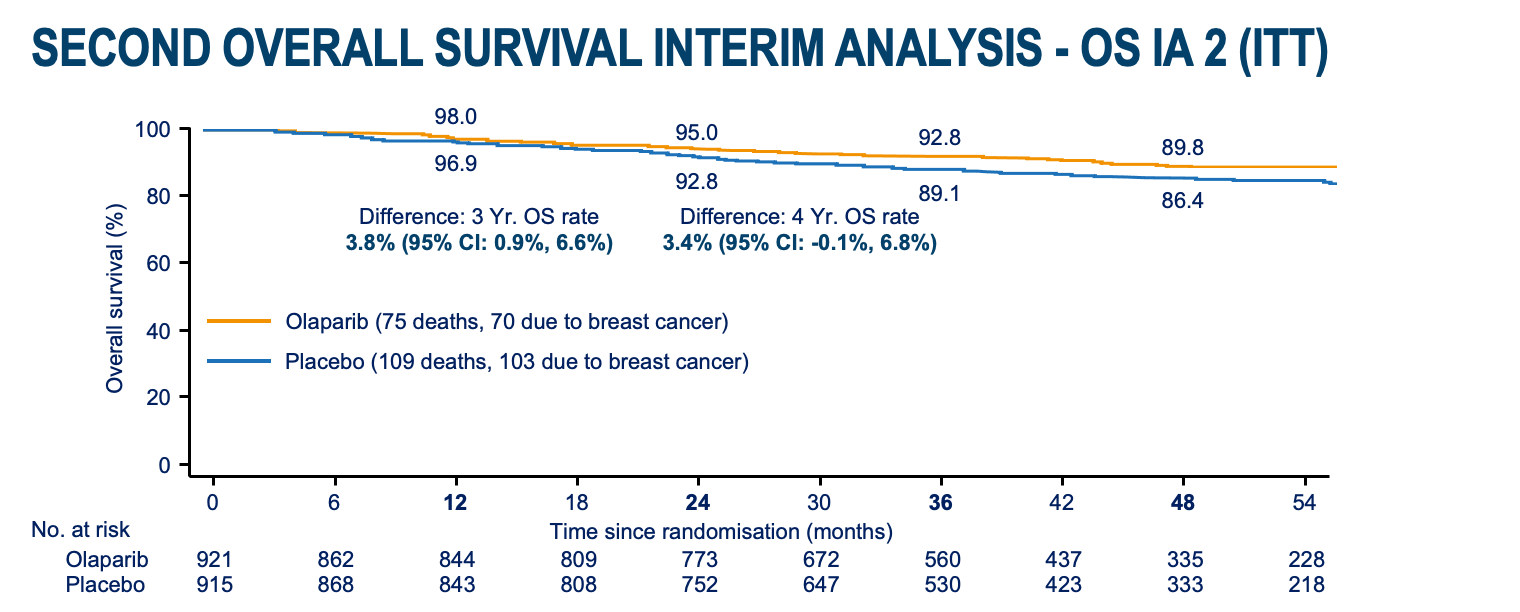 SECOND OVERALL SURVIVAL INTERIM ANALYSIS - OS IA 2 (ITT)
98.0 95.0 92.8 89.8
96.9 92.8 89.1 86.4
Difference: 3 Yr. OS rate
3.8% (95% CI: 0.9%, 6.6%)
Difference: 4 Yr. OS rate
3.4% (95% CI: -0.1%, 6.8%)
Overall survival (%)
100
80
60
40
20
0
Olaparib (75 deaths, 70 due to breast cancer)
Placebo (109 deaths, 103 due to breast cancer)
0 6 12 18 24 30 36 42 48 54
Time since randomisation (months)
No. at risk
Olaparib 921 862 844 809 773 672 560 437 335 228
Placebo 915 868 843 808 752 647 530 423 333 218